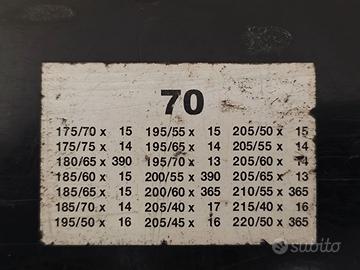 70
175/70 x 15 195/55 x 15 205/50 x 15
175/75 x 14 195/65 x 14 205/55 x 14
180/65 x 390 195/70 x 13 205/60 x 14
185/60 x 15 200/55 x 390 205/65 x 13
185/65 x 15 200/60 x 365 210/55 x 365
185/70 x 14 205/40 x 17 215/40 x 16
195/50 x 16 205/45 x 16 220/50 x 365
subito